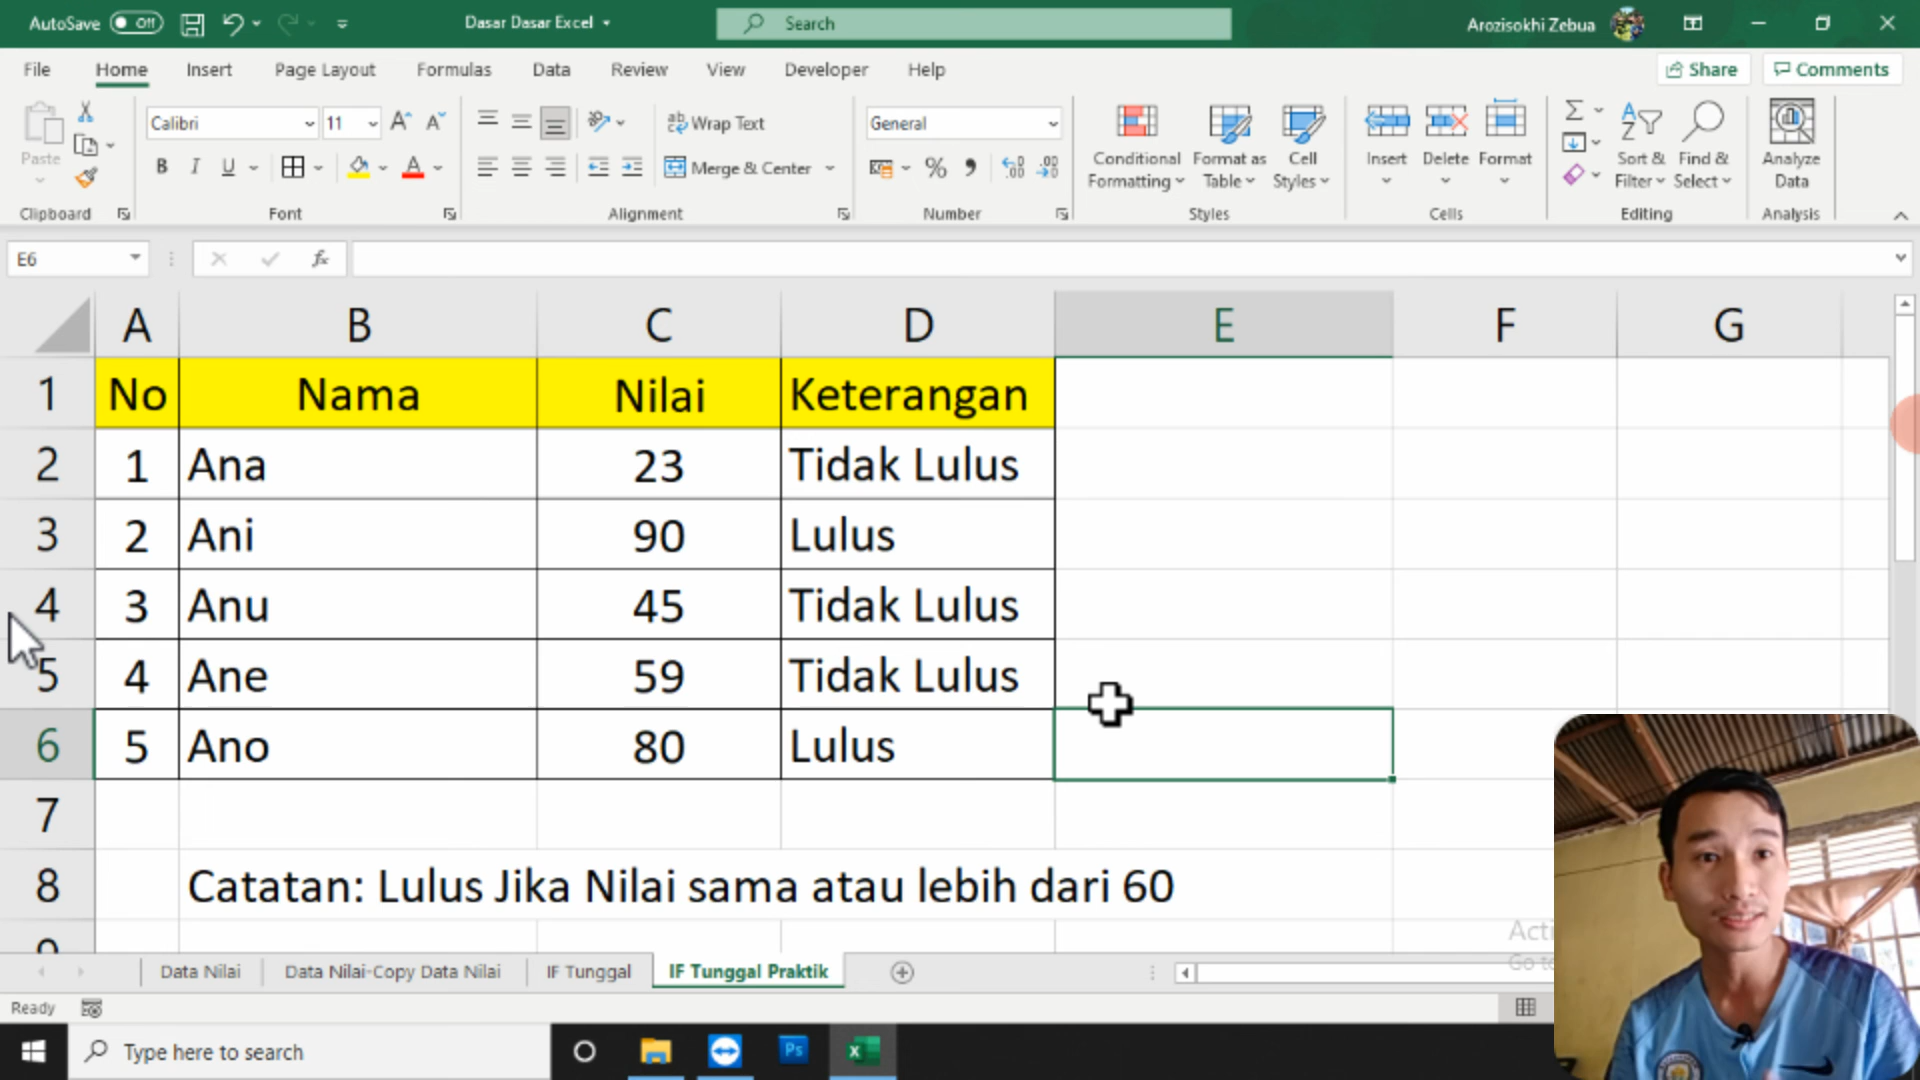 AutoSave Off Dasar Dasar Excel Search Arozisokhi Zebua
File Home Insert Page Layout Formulas Data Review View Developer Help Share Comments
Calibri 11 Wrap Text General
Paste B I U Merge & Center % Conditional Formatting Format as Table Cell Styles Insert Delete Format Sort & Filter Find & Select Analyze Data
Clipboard Font Alignment Number Styles Cells Editing Analysis
E6 fx
A B C D E F G
1 No Nama Nilai Keterangan
2 1 Ana 23 Tidak Lulus
3 2 Ani 90 Lulus
4 3 Anu 45 Tidak Lulus
5 4 Ane 59 Tidak Lulus
6 5 Ano 80 Lulus
7
8 Catatan: Lulus Jika Nilai sama atau lebih dari 60
Data Nilai Data Nilai-Copy Data Nilai IF Tunggal IF Tunggal Praktik
Ready
Type here to search Ps